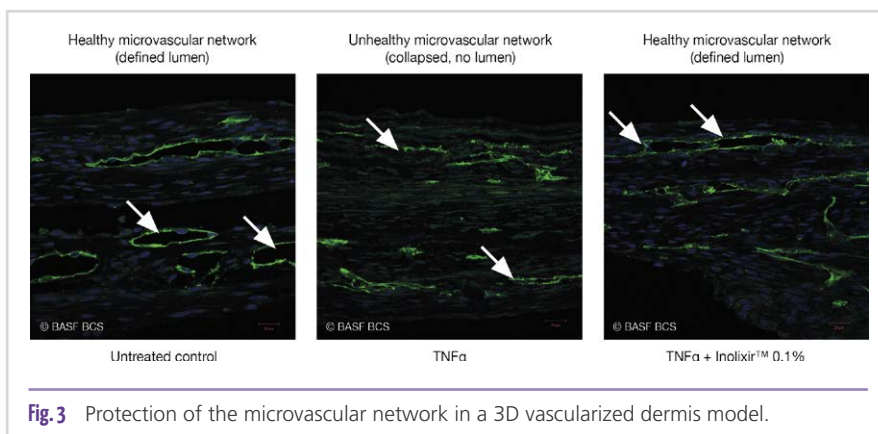 Healthy microvascular network
(defined lumen)
Unhealthy microvascular network
(collapsed, no lumen)
Healthy microvascular network
(defined lumen)
© BASF BCS
© BASF BCS
© BASF BCS
Untreated control
TNFα
TNFα + Inolixir™ 0.1%
Fig. 3 Protection of the microvascular network in a 3D vascularized dermis model.